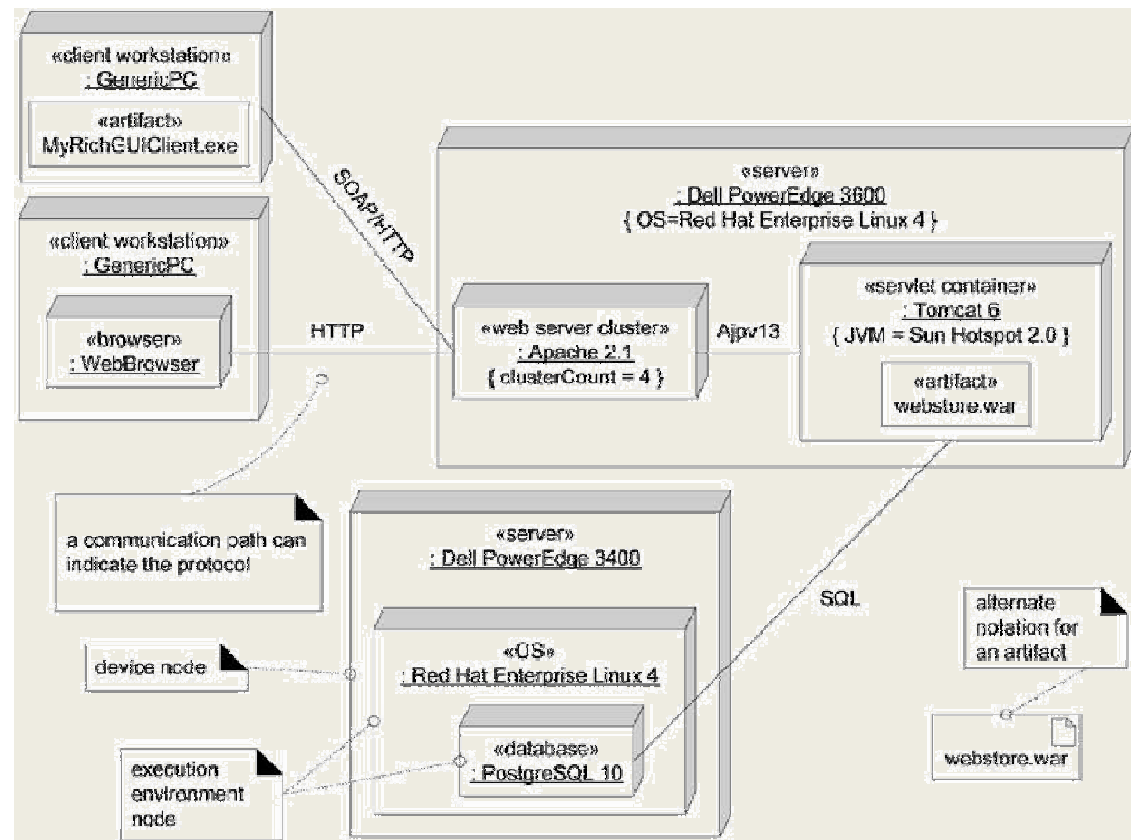 «client workstation»
: GenericPC
«artifact»
MyRichGUIClient.exe
SOAP/HTTP
«client workstation»
: GenericPC
«browser»
: WebBrowser
HTTP
«server»
: Dell PowerEdge 3600
{ OS=Red Hat Enterprise Linux 4 }
«web server cluster»
: Apache 2.1
{ clusterCount = 4 }
Ajpv13
«servlet container»
: Tomcat 6
{ JVM = Sun Hotspot 2.0 }
«artifact»
webstore.war
a communication path can
indicate the protocol
«server»
: Dell PowerEdge 3400
«OS»
: Red Hat Enterprise Linux 4
«database»
: PostgreSQL 10
SQL
device node
execution
environment
node
alternate
notation for
an artifact
webstore.war